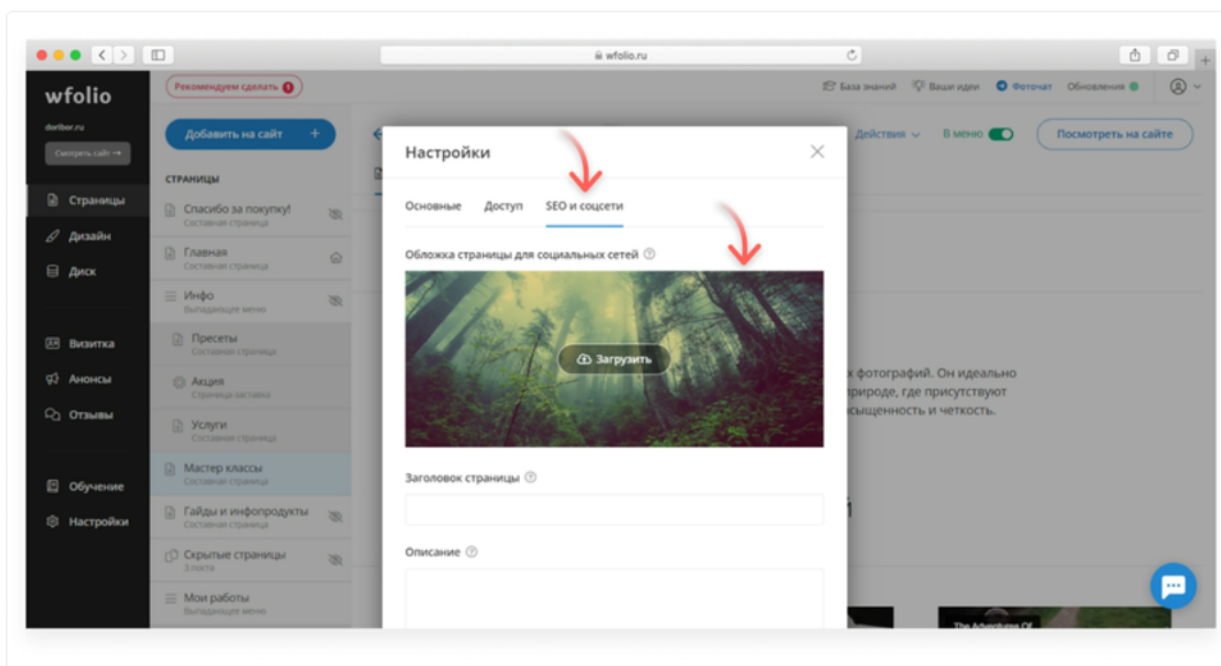 wfolio.ru
wfolio
Рекомендуем сделать 1
База знаний
Ваши идеи
Фоточат
Обновления
doribor.ru
Смотреть сайт →
Добавить на сайт +
Действия
В меню
Посмотреть на сайте
Страницы
Дизайн
Диск
Визитка
Анонсы
Отзывы
Обучение
Настройки
СТРАНИЦЫ
Спасибо за покупку!
Составная страница
Главная
Составная страница
Инфо
Выпадающее меню
Пресеты
Составная страница
Акция
Страница-заставка
Услуги
Составная страница
Мастер классы
Составная страница
Гайды и инфопродукты
Составная страница
Скрытые страницы
3 поста
Мои работы
Выпадающее меню
Настройки
Основные
Доступ
SEO и соцсети
Обложка страницы для социальных сетей
Загрузить
Заголовок страницы
Описание
х фотографий. Он идеально
природе, где присутствуют
сыщенность и четкость.
й
The Adventures Of